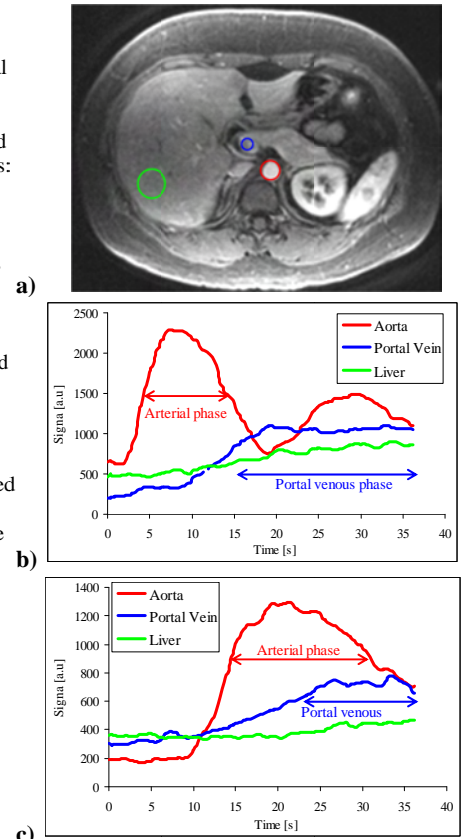 al
d
s:
a)
2500
2000
1500
1000
500
0
Signa [a.u]
Aorta
Portal Vein
Liver
Arterial phase
Portal venous phase
0 5 10 15 20 25 30 35 40
Time [s]
d
ed
e
b)
1400
1200
1000
800
600
400
200
0
Signa [a.u]
Aorta
Portal Vein
Liver
Arterial phase
Portal venous
0 5 10 15 20 25 30 35 40
Time [s]
c)